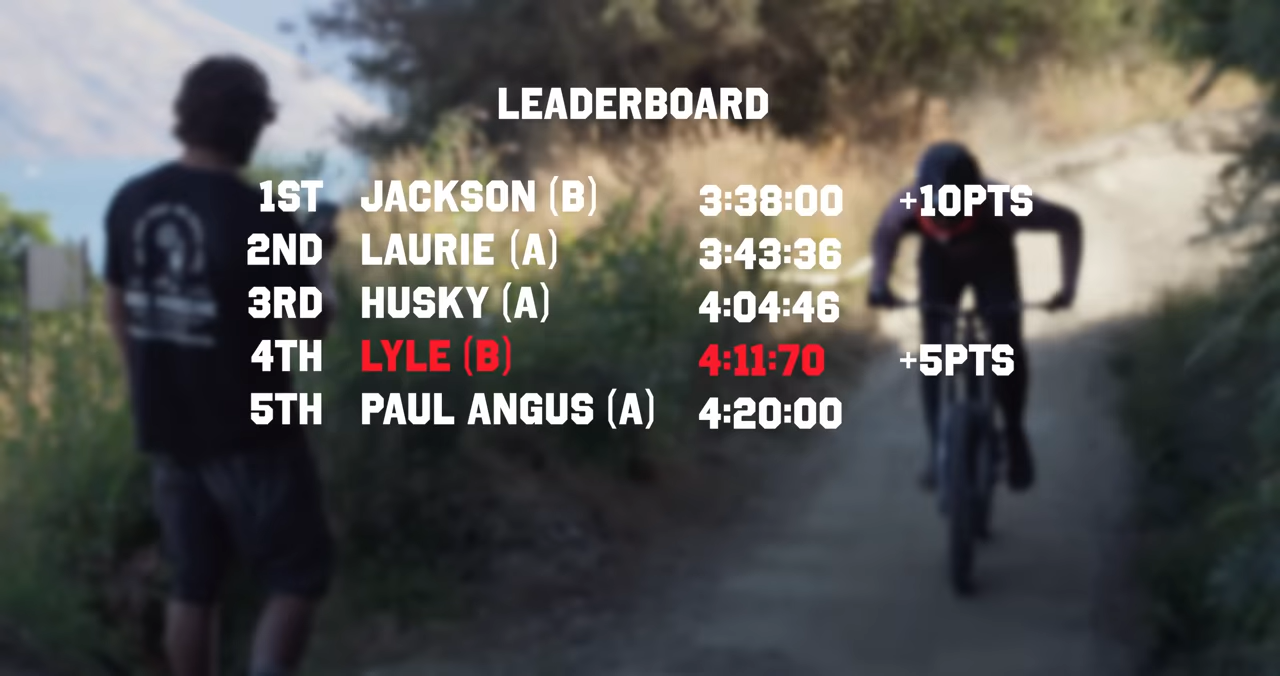 LEADERBOARD
1ST JACKSON (B) 3:38:00 +10PTS
2ND LAURIE (A) 3:43:36
3RD HUSKY (A) 4:04:46
4TH LYLE (B) 4:11:70 +5PTS
5TH PAUL ANGUS (A) 4:20:00